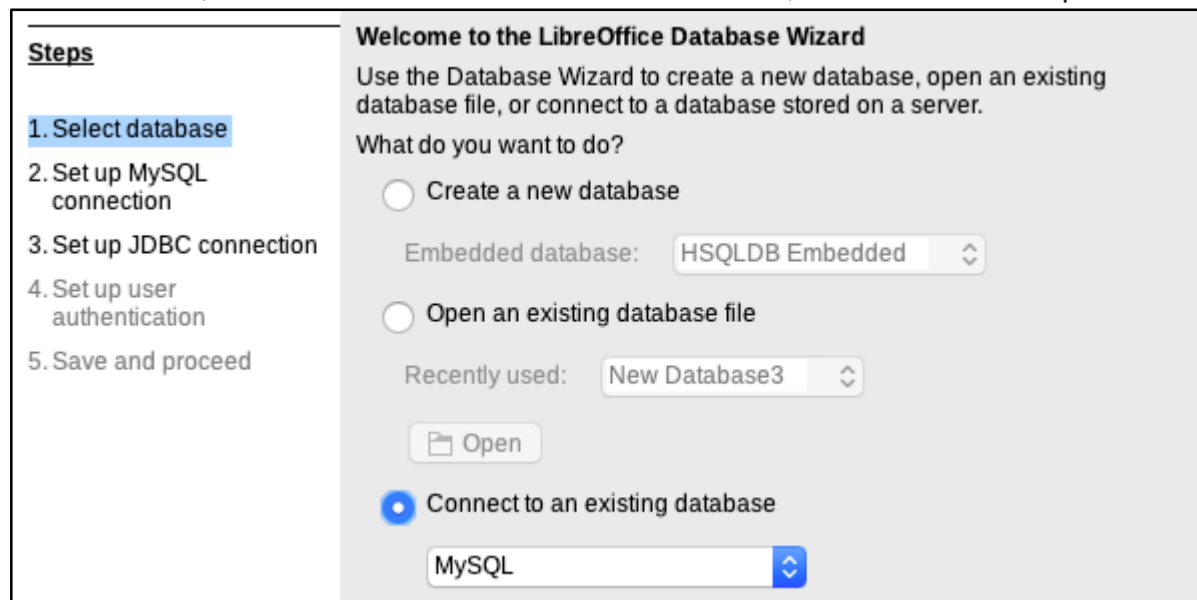 Steps
1. Select database
2. Set up MySQL
connection
3. Set up JDBC connection
4. Set up user
authentication
5. Save and proceed
Welcome to the LibreOffice Database Wizard
Use the Database Wizard to create a new database, open an existing
database file, or connect to a database stored on a server.
What do you want to do?
Create a new database
Embedded database: HSQLDB Embedded
Open an existing database file
Recently used: New Database3
Open
Connect to an existing database
MySQL